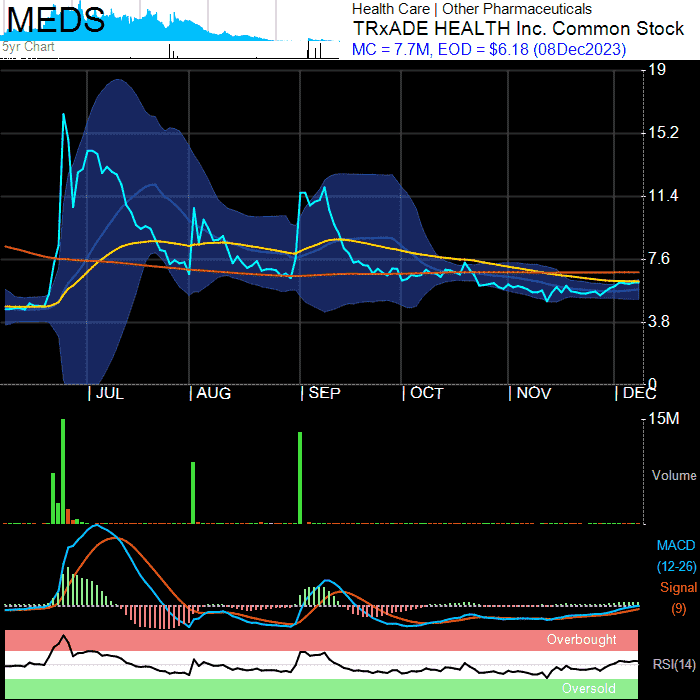 MEDS
5yr Chart
Health Care | Other Pharmaceuticals
TRxADE HEALTH Inc. Common Stock
MC = 7.7M, EOD = $6.18 (08Dec2023)
19
15.2
11.4
7.6
3.8
0
JUL
AUG
SEP
OCT
NOV
DEC
15M
Volume
MACD
(12-26)
Signal
(9)
Overbought
RSI(14)
Oversold